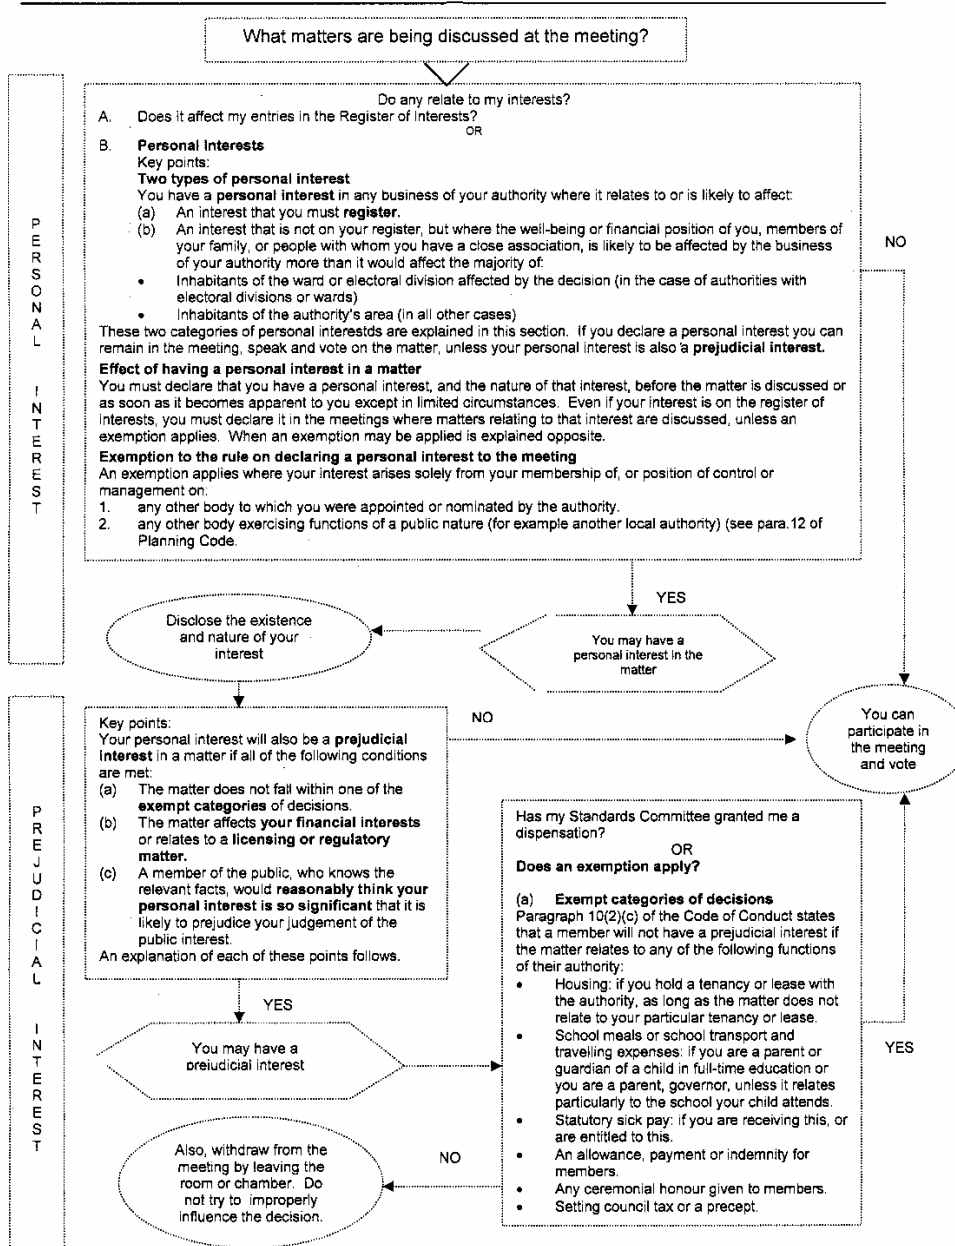 What matters are being discussed at the meeting?
PERSONAL INTEREST
Do any relate to my interests?
A. Does it affect my entries in the Register of Interests?
OR
B. Personal Interests
Key points:
Two types of personal interest
You have a personal interest in any business of your authority where it relates to or is likely to affect:
(a) An interest that you must register.
(b) An interest that is not on your register, but where the well-being or financial position of you, members of
your family, or people with whom you have a close association, is likely to be affected by the business
of your authority more than it would affect the majority of:
• Inhabitants of the ward or electoral division affected by the decision (in the case of authorities with
electoral divisions or wards)
• Inhabitants of the authority's area (in all other cases)
These two categories of personal interestds are explained in this section. If you declare a personal interest you can
remain in the meeting, speak and vote on the matter, unless your personal interest is also a prejudicial interest.
Effect of having a personal interest in a matter
You must declare that you have a personal interest, and the nature of that interest, before the matter is discussed or
as soon as it becomes apparent to you except in limited circumstances. Even if your interest is on the register of
interests, you must declare it in the meetings where matters relating to that interest are discussed, unless an
exemption applies. When an exemption may be applied is explained opposite.
Exemption to the rule on declaring a personal interest to the meeting
An exemption applies where your interest arises solely from your membership of, or position of control or
management on:
1. any other body to which you were appointed or nominated by the authority.
2. any other body exercising functions of a public nature (for example another local authority) (see para.12 of
Planning Code.
NO
YES
Disclose the existence
and nature of your
interest
You may have a
personal interest in the
matter
You can
participate in
the meeting
and vote
PREJUDICIAL INTEREST
Key points:
Your personal interest will also be a prejudicial
interest in a matter if all of the following conditions
are met:
(a) The matter does not fall within one of the
exempt categories of decisions.
(b) The matter affects your financial interests
or relates to a licensing or regulatory
matter.
(c) A member of the public, who knows the
relevant facts, would reasonably think your
personal interest is so significant that it is
likely to prejudice your judgement of the
public interest.
An explanation of each of these points follows.
NO
YES
You may have a
prejudicial interest
Has my Standards Committee granted me a
dispensation?
OR
Does an exemption apply?
(a) Exempt categories of decisions
Paragraph 10(2)(c) of the Code of Conduct states
that a member will not have a prejudicial interest if
the matter relates to any of the following functions
of their authority:
• Housing: if you hold a tenancy or lease with
the authority, as long as the matter does not
relate to your particular tenancy or lease.
• School meals or school transport and
travelling expenses: if you are a parent or
guardian of a child in full-time education or
you are a parent, governor, unless it relates
particularly to the school your child attends.
• Statutory sick pay: if you are receiving this, or
are entitled to this.
• An allowance, payment or indemnity for
members.
• Any ceremonial honour given to members.
• Setting council tax or a precept.
YES
NO
Also, withdraw from the
meeting by leaving the
room or chamber. Do
not try to improperly
influence the decision.